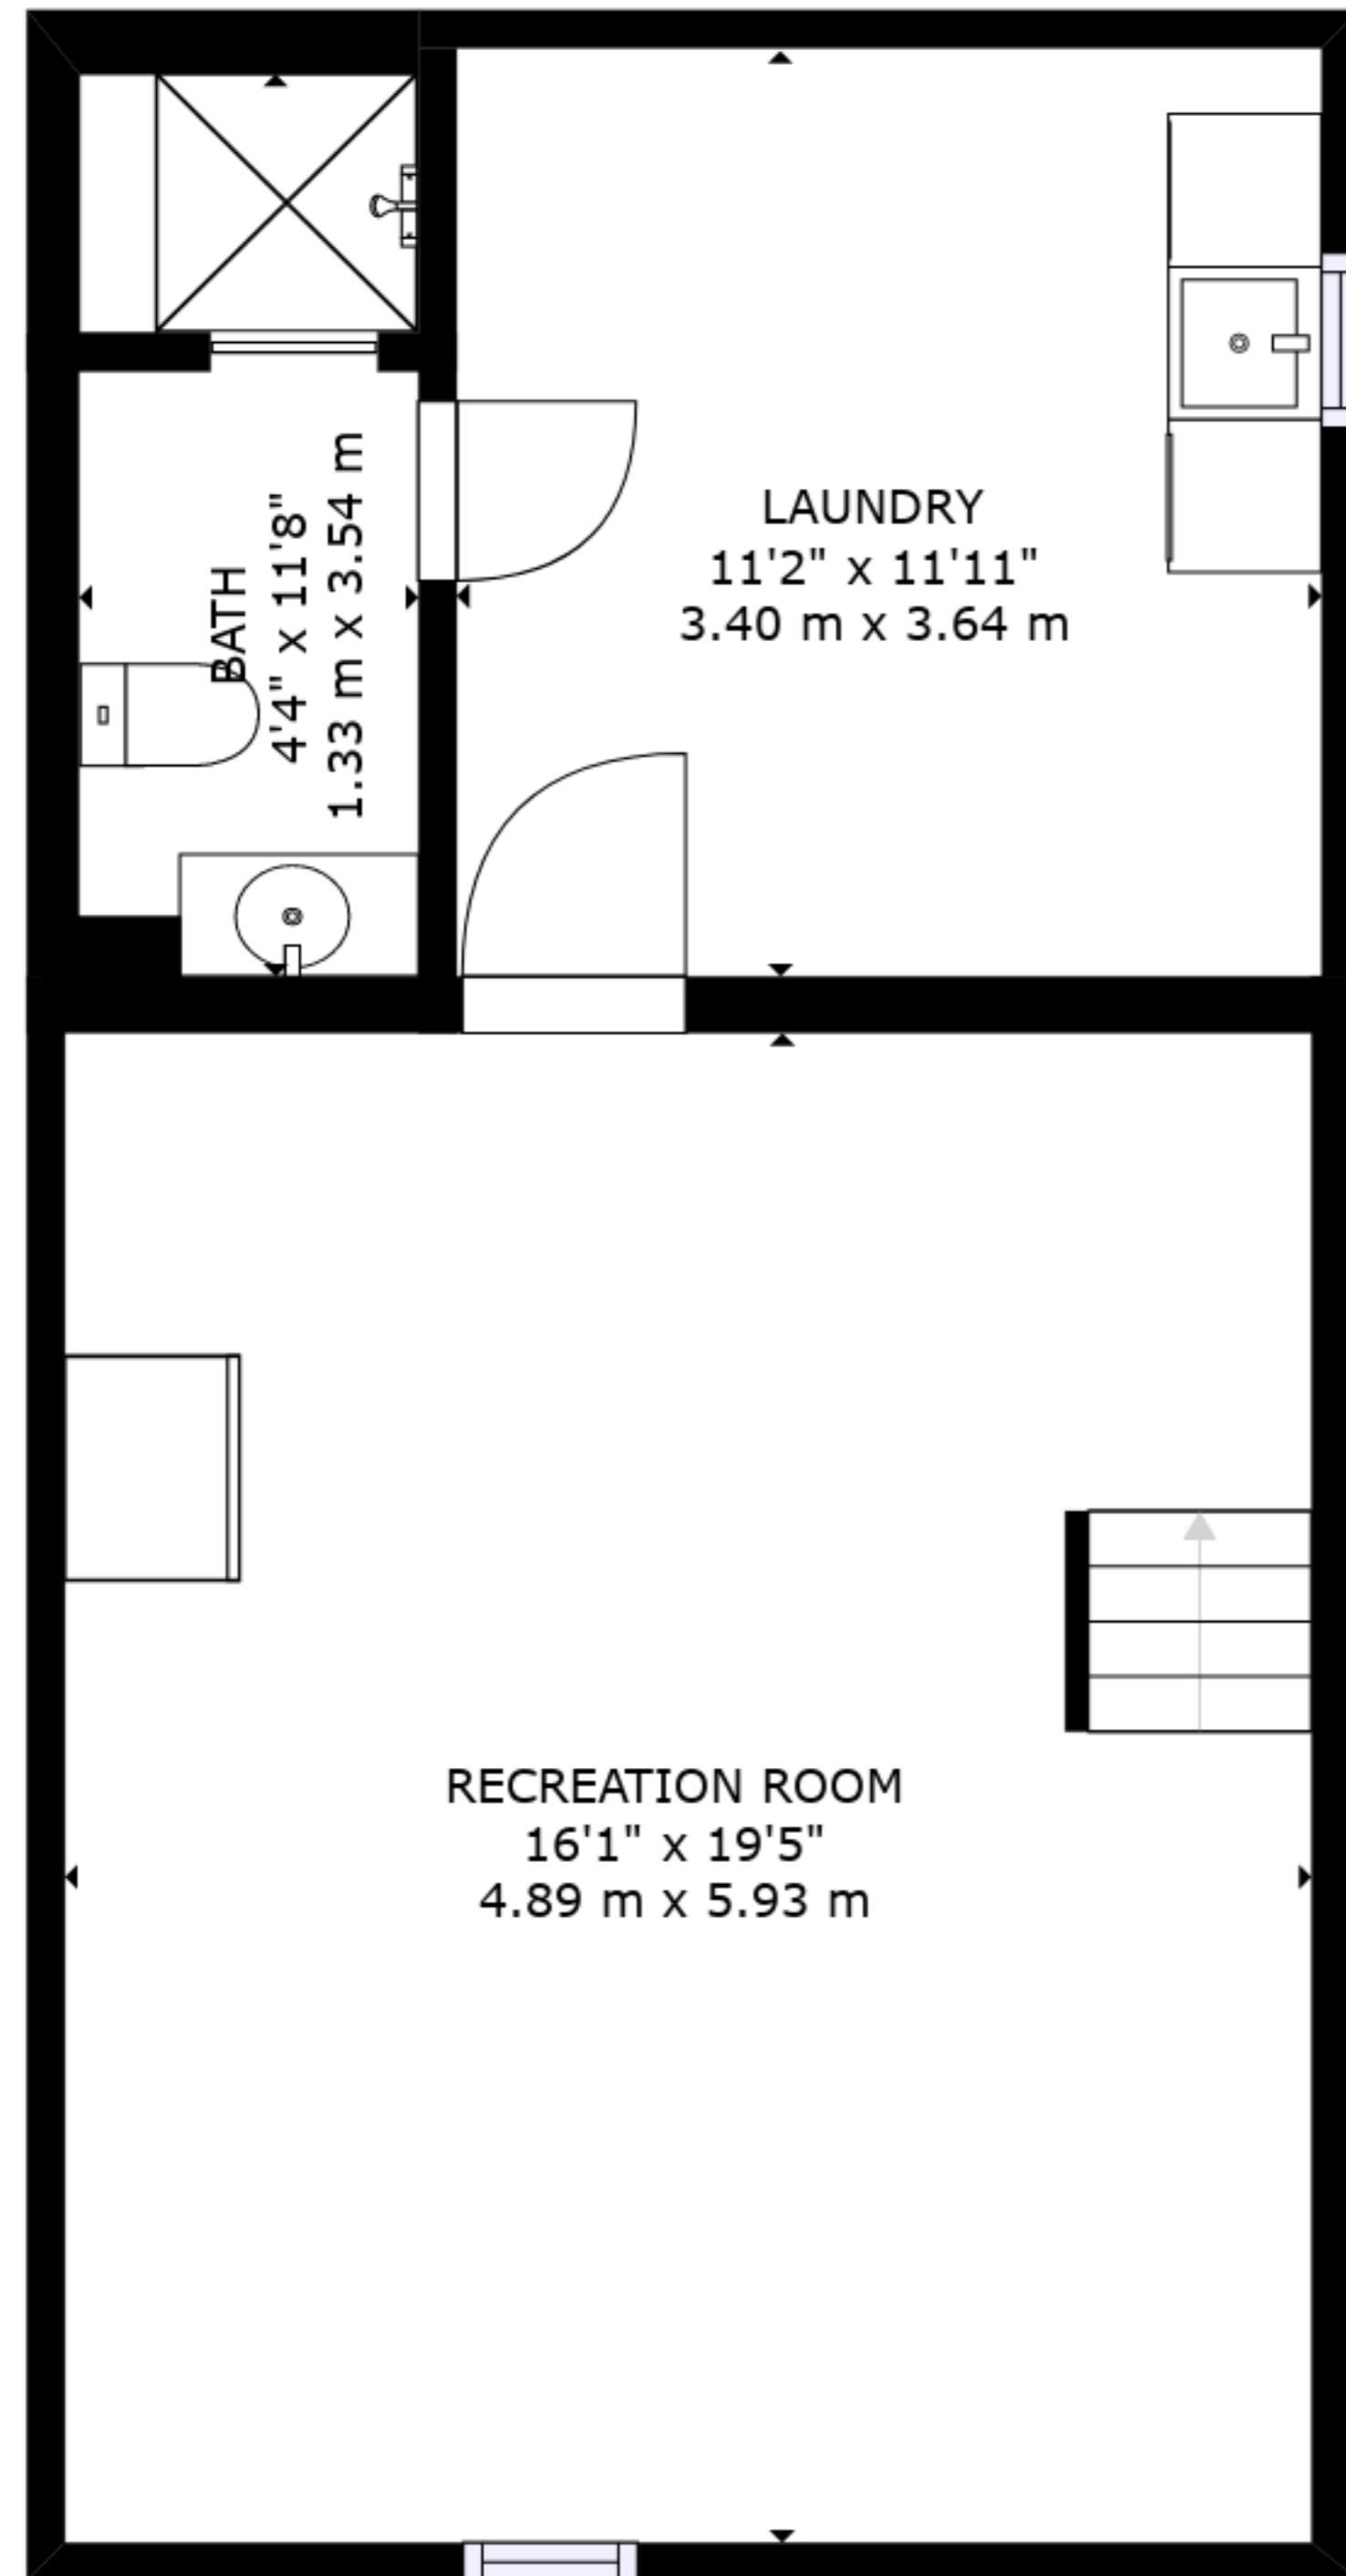 BATH
4'4" x 11'8"
1.33 m x 3.54 m
LAUNDRY
11'2" x 11'11"
3.40 m x 3.64 m
RECREATION ROOM
16'1" x 19'5"
4.89 m x 5.93 m